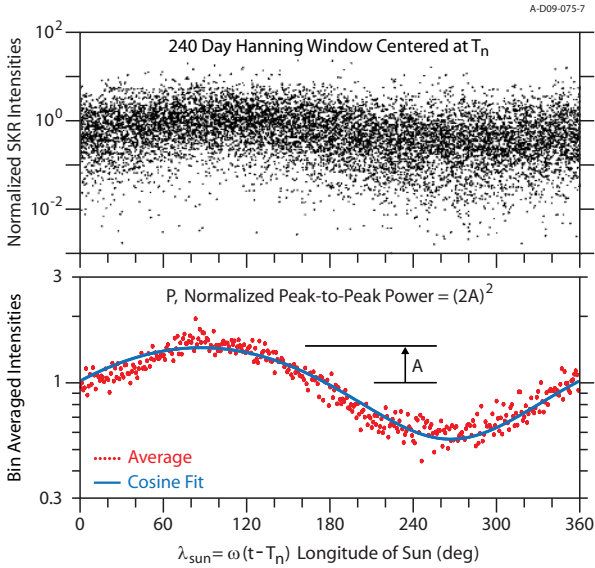 A-D09-075-7
240 Day Hanning Window Centered at Tn
Normalized SKR Intensities
10²
10⁰
10⁻²
P, Normalized Peak-to-Peak Power = (2A)²
Bin Averaged Intensities
3
1
0.3
A
Average
Cosine Fit
0 60 120 180 240 300 360
λsun = ω (t – Tn) Longitude of Sun (deg)